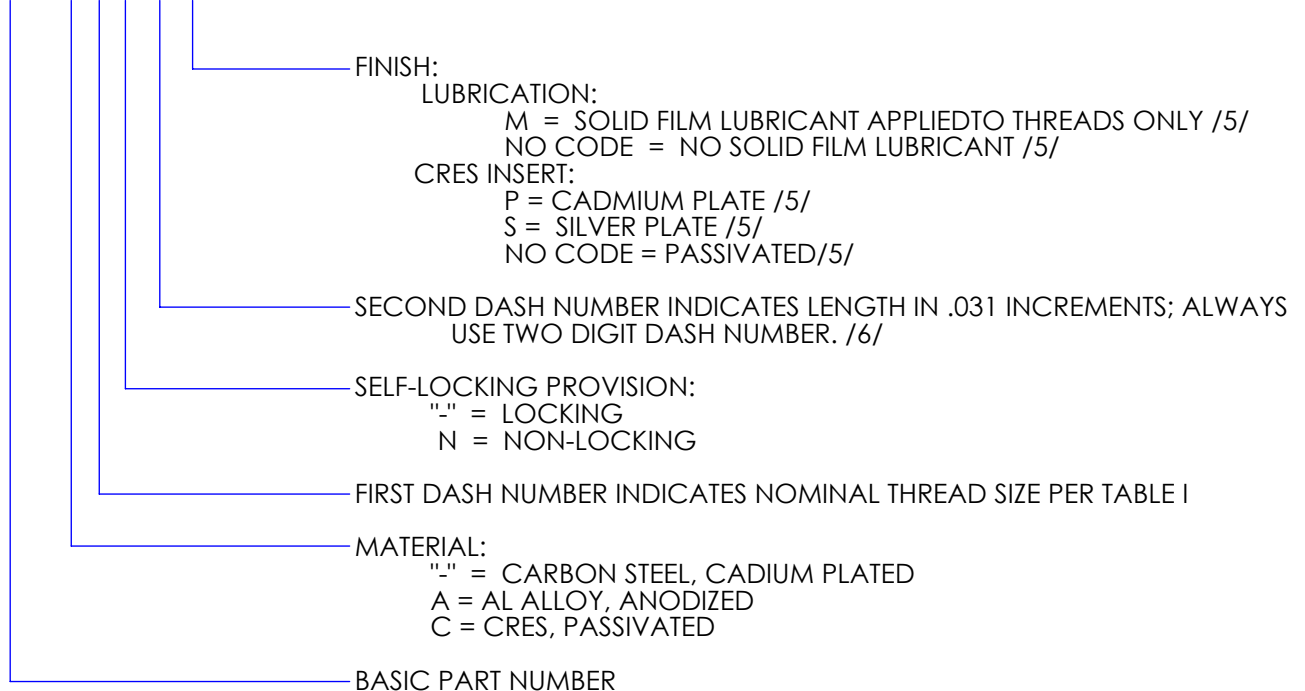 FINISH:
LUBRICATION:
M = SOLID FILM LUBRICANT APPLIEDTO THREADS ONLY /5/
NO CODE = NO SOLID FILM LUBRICANT /5/
CRES INSERT:
P = CADMIUM PLATE /5/
S = SILVER PLATE /5/
NO CODE = PASSIVATED/5/
SECOND DASH NUMBER INDICATES LENGTH IN .031 INCREMENTS; ALWAYS
USE TWO DIGIT DASH NUMBER. /6/
SELF-LOCKING PROVISION:
"-" = LOCKING
N = NON-LOCKING
FIRST DASH NUMBER INDICATES NOMINAL THREAD SIZE PER TABLE I
MATERIAL:
"-" = CARBON STEEL, CADIUM PLATED
A = AL ALLOY, ANODIZED
C = CRES, PASSIVATED
BASIC PART NUMBER